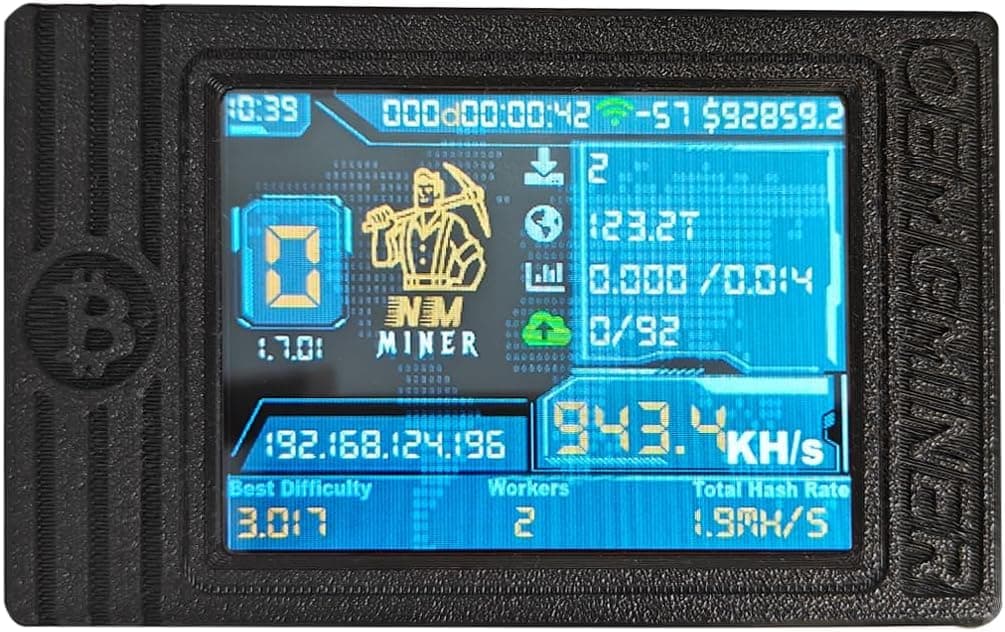 10:39 000d00:00:42 -57 $92859.2
2
0
123.2T
0.000 /0.014
NM
MINER
0/92
1.7.01
943.4 KH/s
192.168.124.196
Best Difficulty Workers Total Hash Rate
3.017 2 1.9MH/S
OEMGMINER